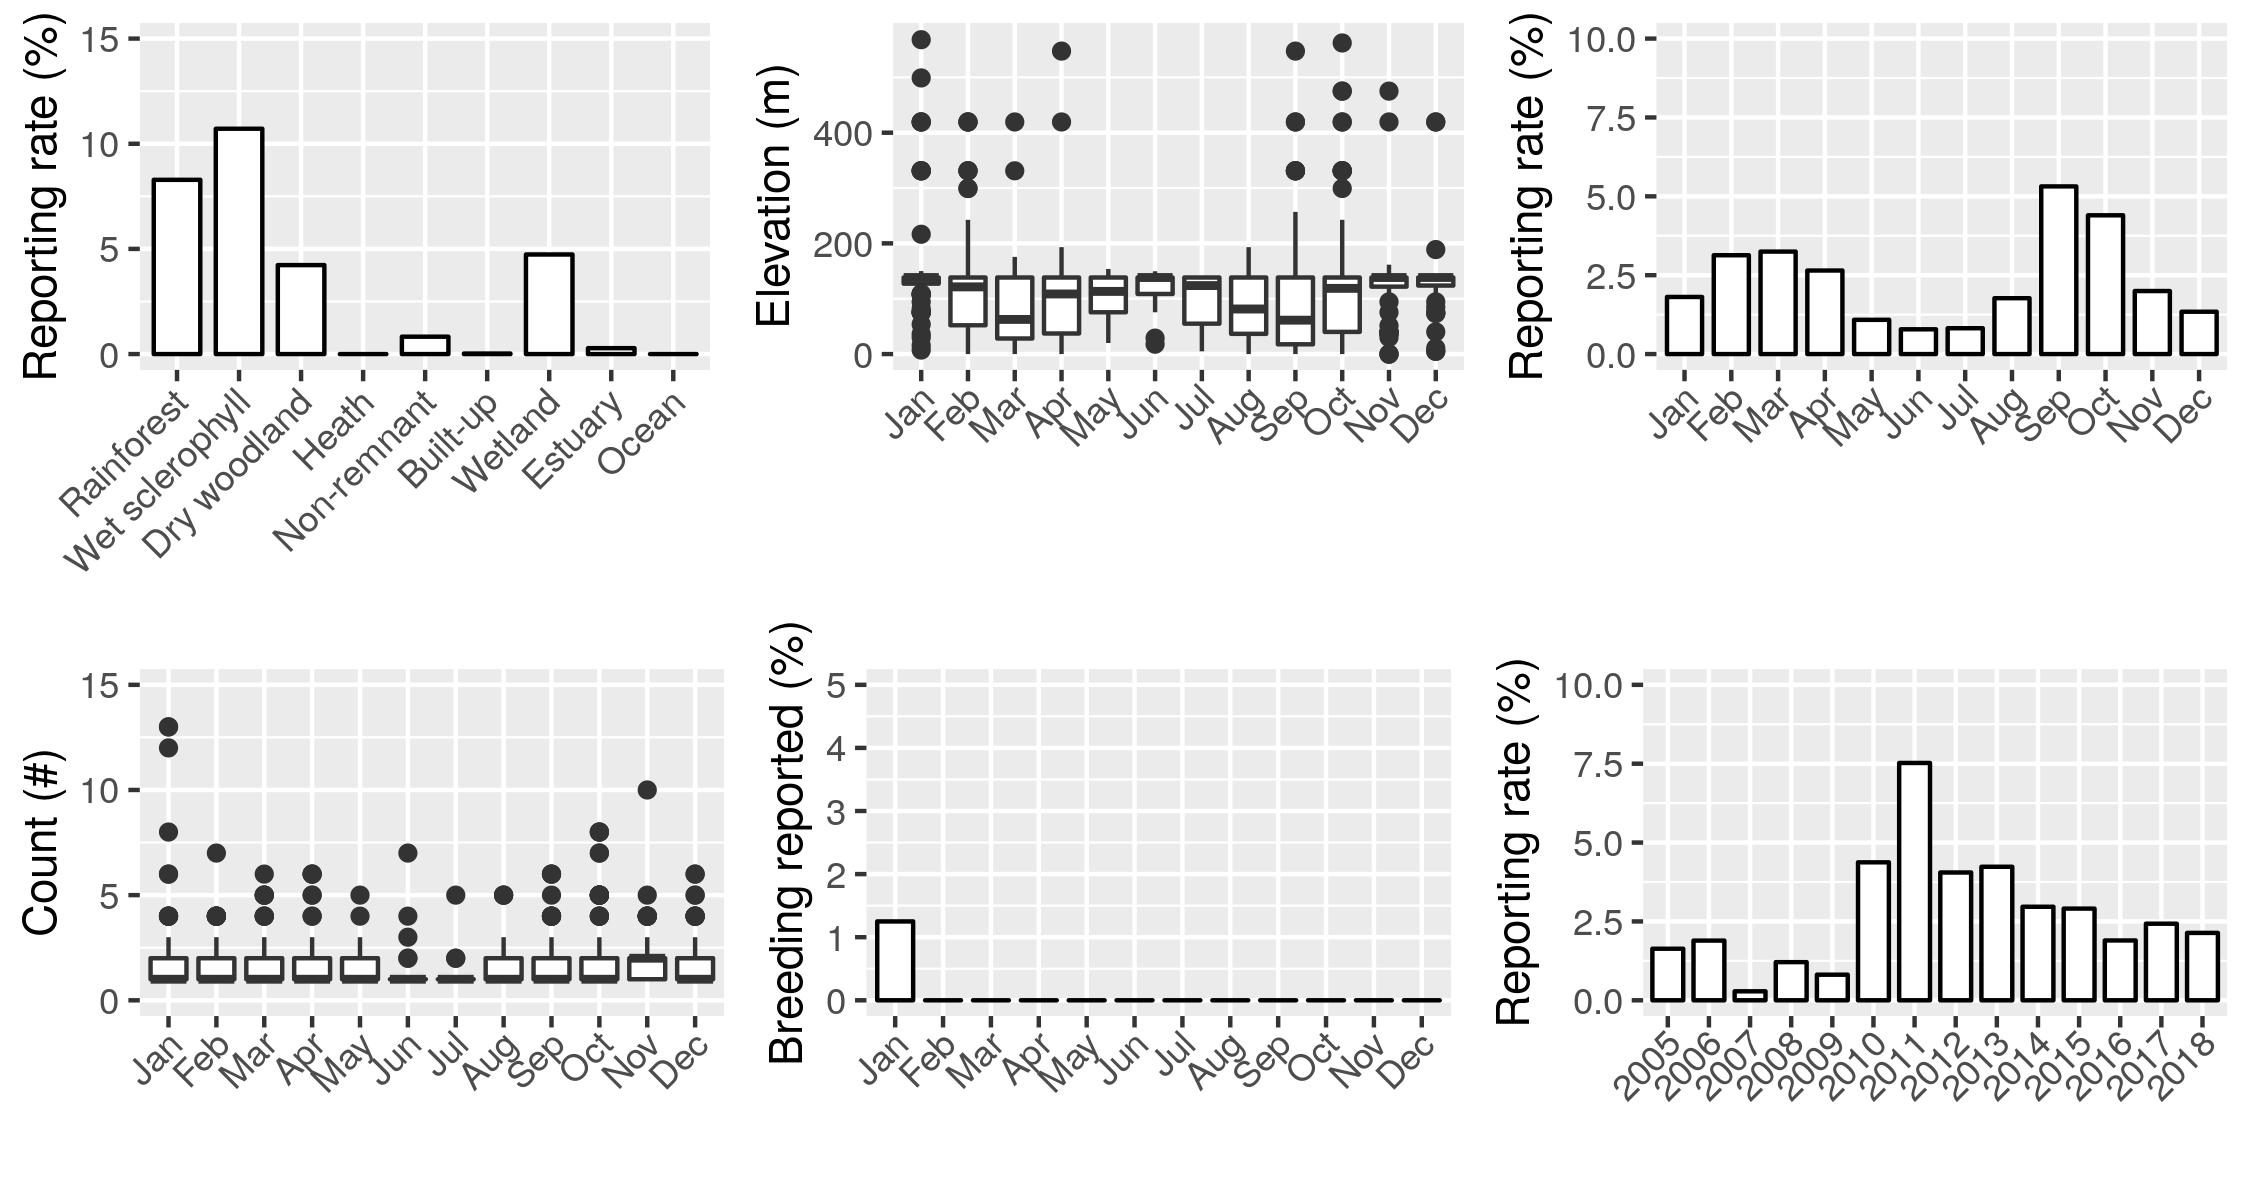 Reporting rate (%)
15
10
5
0
Rainforest
Wet sclerophyll
Dry woodland
Heath
Non-remnant
Built-up
Wetland
Estuary
Ocean
Elevation (m)
400
200
0
Jan
Feb
Mar
Apr
May
Jun
Jul
Aug
Sep
Oct
Nov
Dec
Reporting rate (%)
10.0
7.5
5.0
2.5
0.0
Jan
Feb
Mar
Apr
May
Jun
Jul
Aug
Sep
Oct
Nov
Dec
Count (#)
15
10
5
0
Jan
Feb
Mar
Apr
May
Jun
Jul
Aug
Sep
Oct
Nov
Dec
Breeding reported (%)
5
4
3
2
1
0
Jan
Feb
Mar
Apr
May
Jun
Jul
Aug
Sep
Oct
Nov
Dec
Reporting rate (%)
10.0
7.5
5.0
2.5
0.0
2005
2006
2007
2008
2009
2010
2011
2012
2013
2014
2015
2016
2017
2018